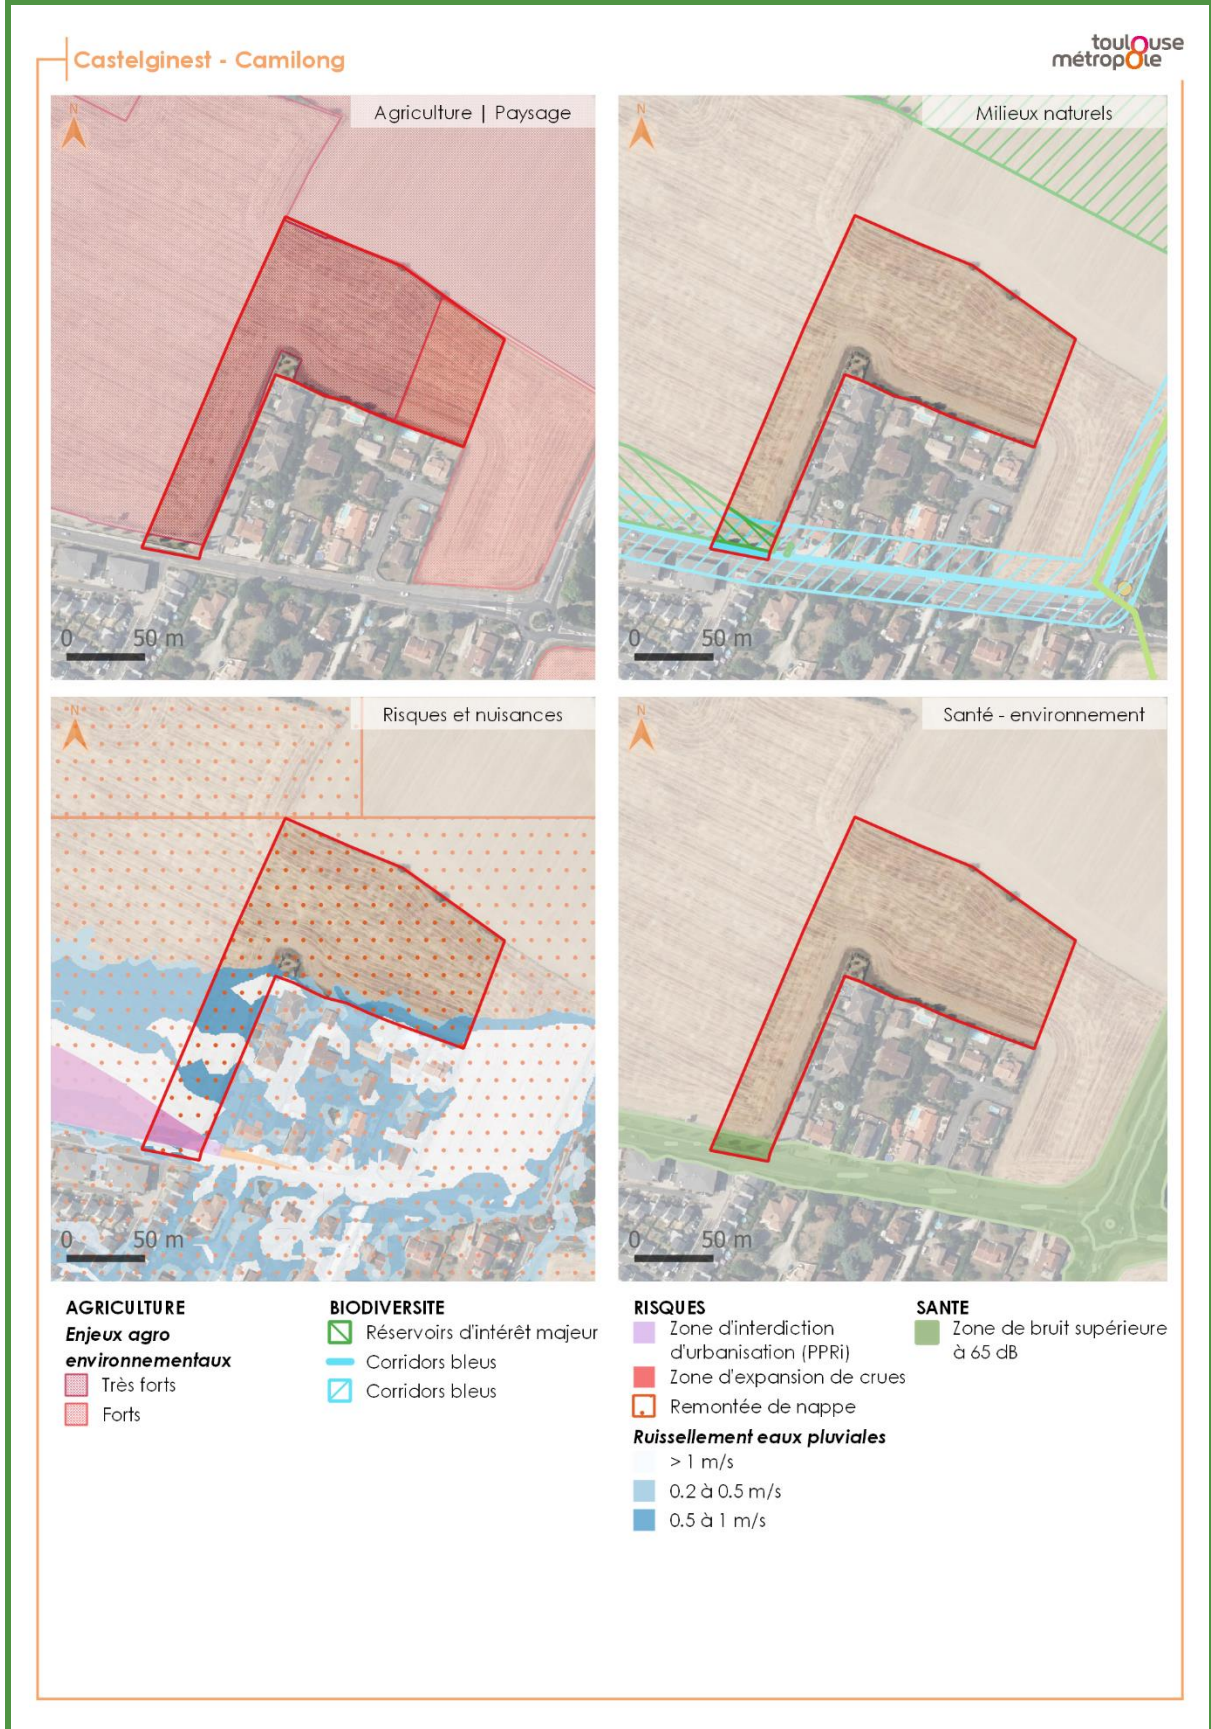 Castelginest - Camilong
toulouse
métropole
N
Agriculture | Paysage
0 50 m
N
Milieux naturels
0 50 m
N
Risques et nuisances
0 50 m
N
Santé - environnement
0 50 m
AGRICULTURE
Enjeux agro
environnementaux
Très forts
Forts
BIODIVERSITE
Réservoirs d'intérêt majeur
Corridors bleus
Corridors bleus
RISQUES
Zone d'interdiction
d'urbanisation (PPRi)
Zone d'expansion de crues
Remontée de nappe
Ruissellement eaux pluviales
> 1 m/s
0.2 à 0.5 m/s
0.5 à 1 m/s
SANTE
Zone de bruit supérieure
à 65 dB